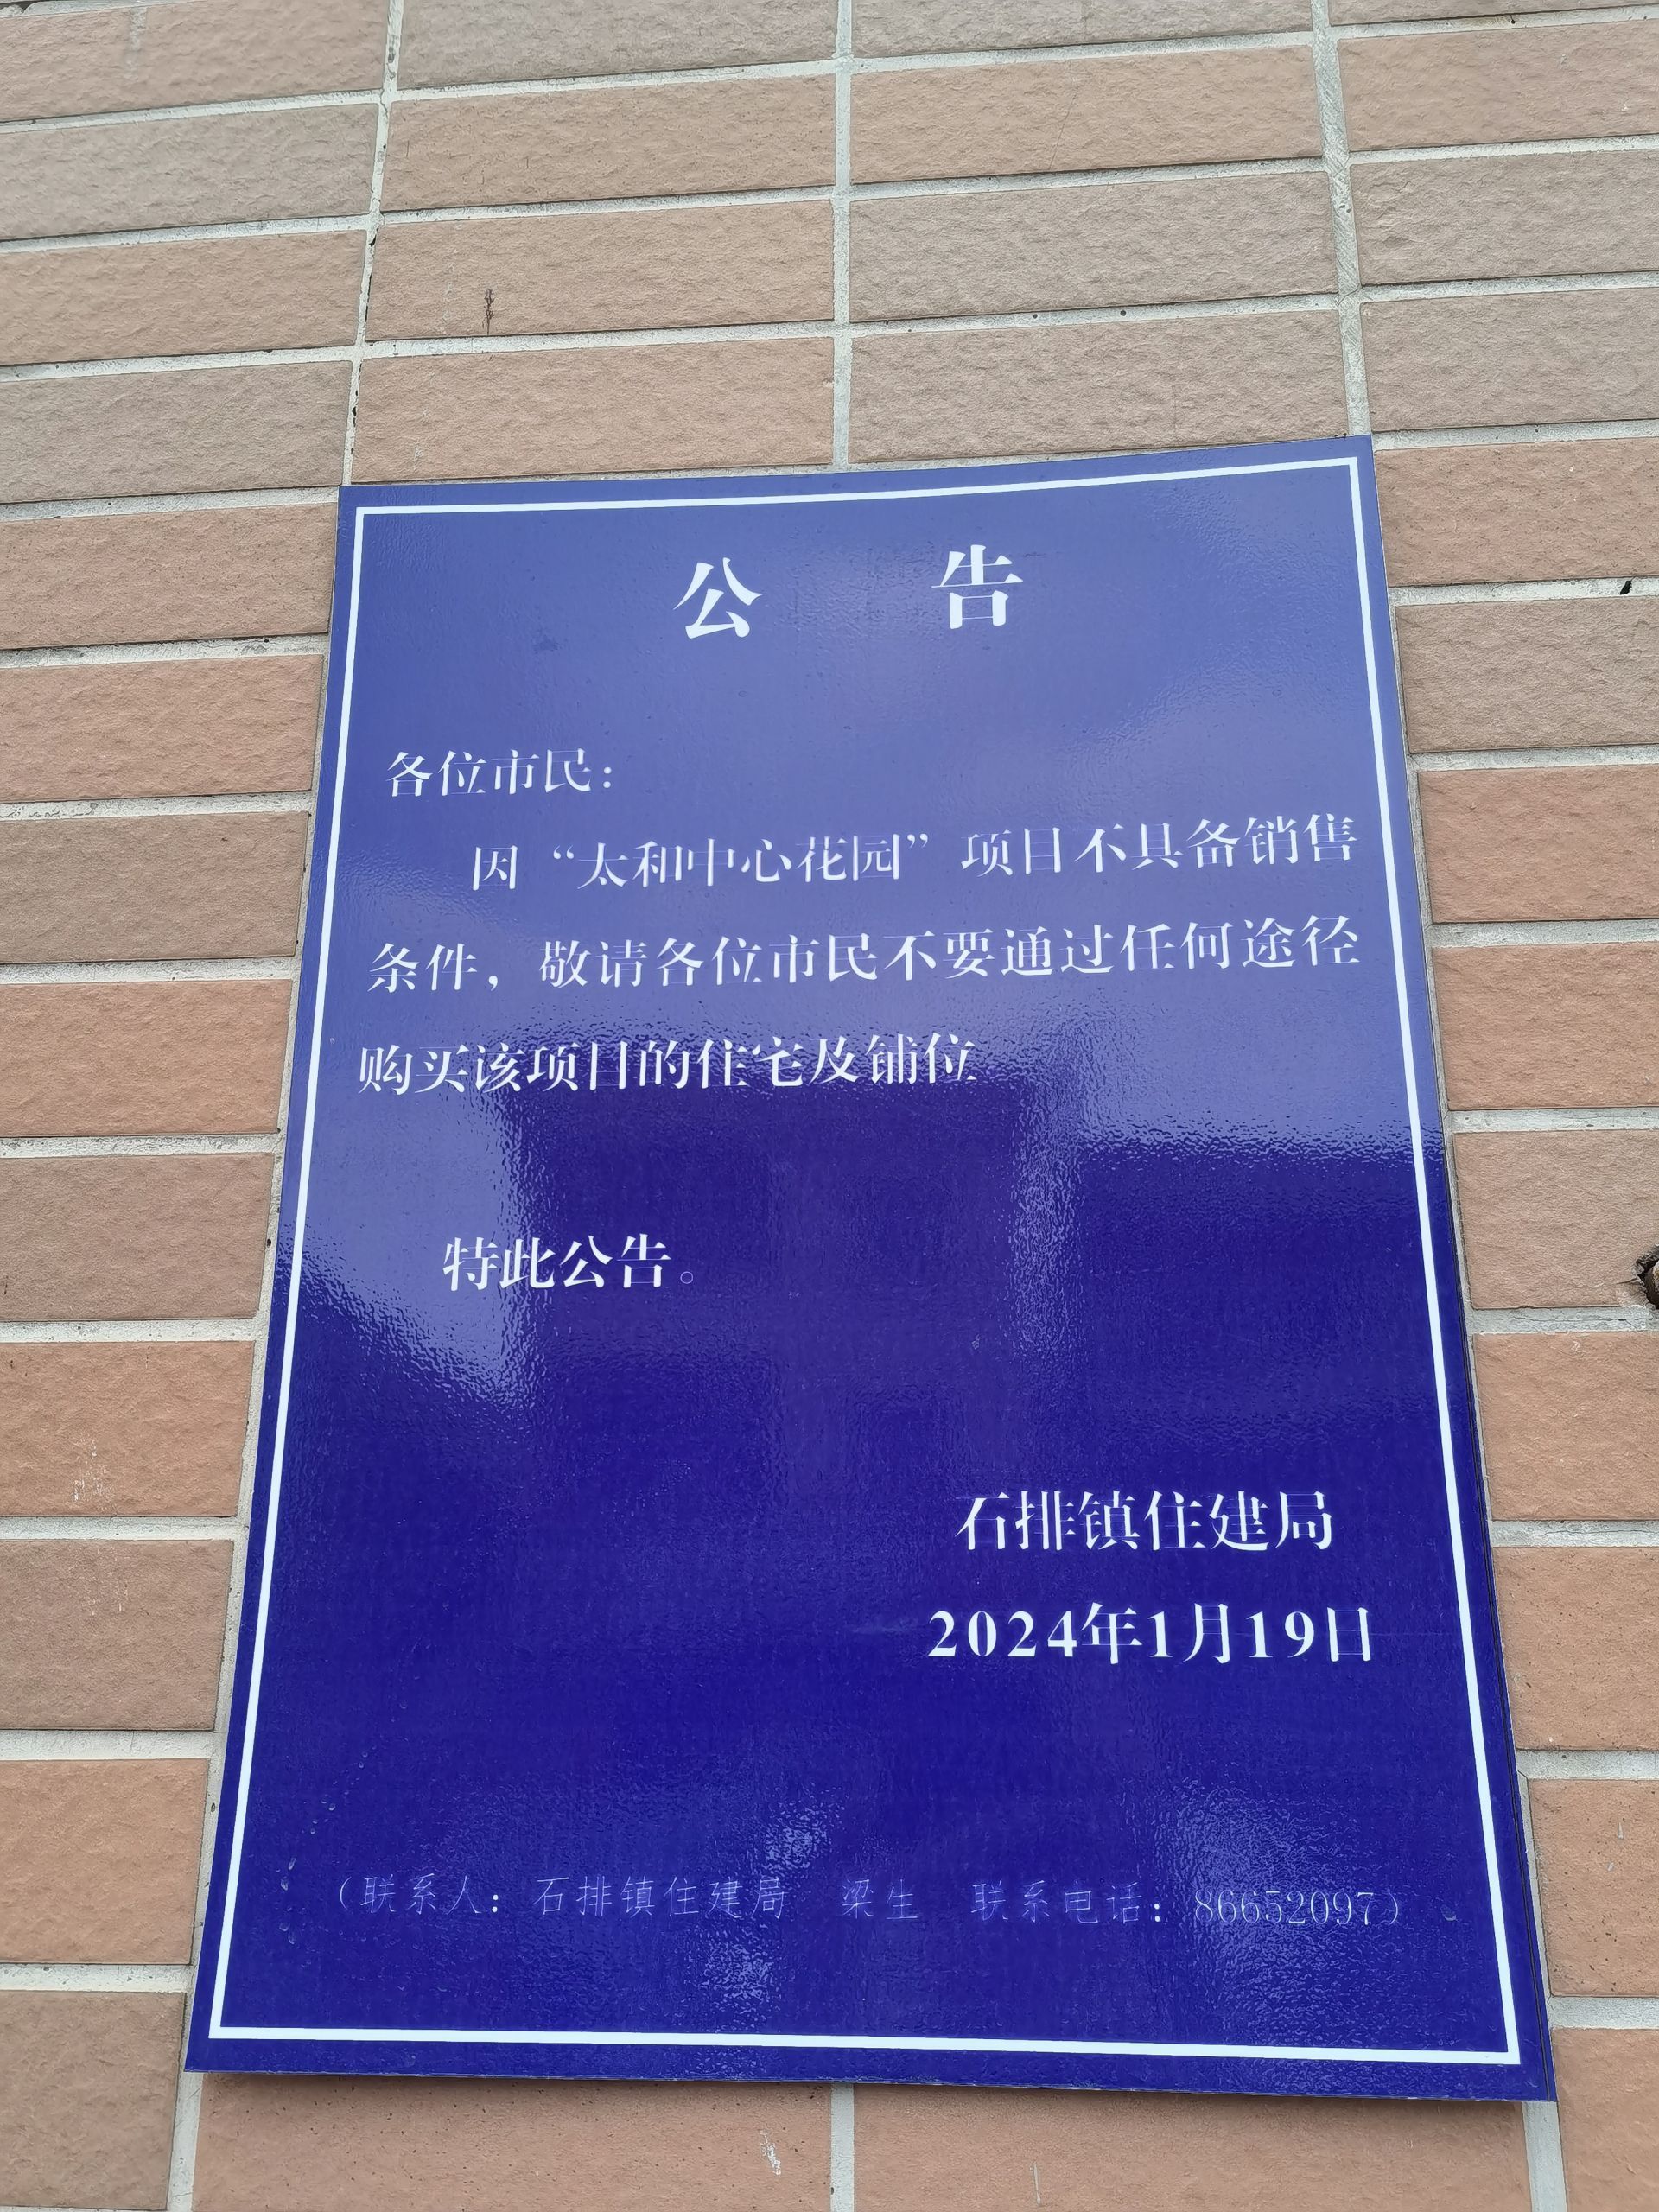 公 告
各位市民：
因“太和中心花园”项目不具备销售
条件，敬请各位市民不要通过任何途径
购买该项目的住宅及铺位
特此公告。
石排镇住建局
2024年1月19日
（联系人：石排镇住建局 梁生 联系电话：86652097）